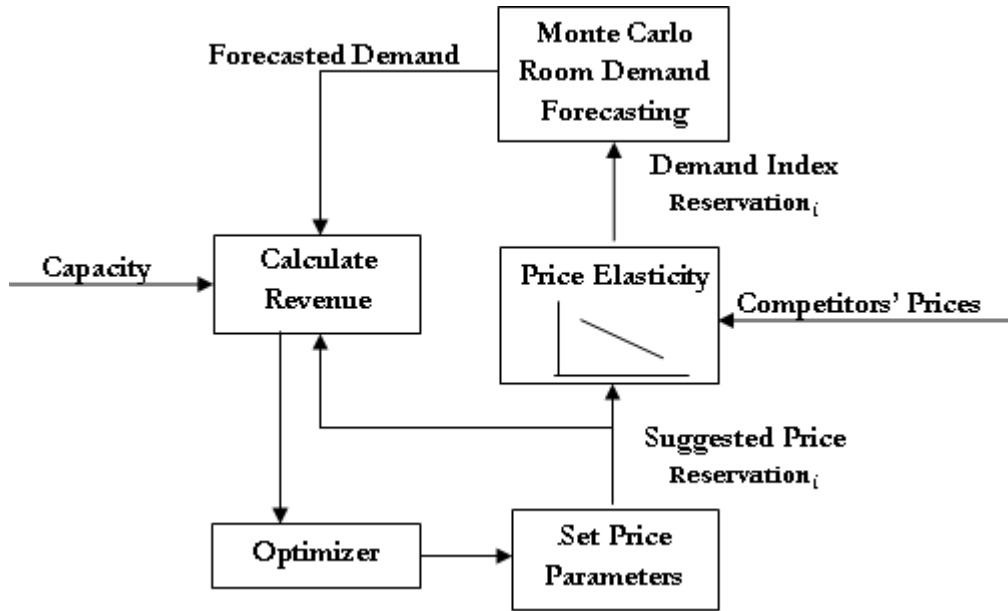 Monte Carlo
Room Demand
Forecasting
Forecasted Demand
Demand Index
Reservation i
Capacity
Calculate
Revenue
Price Elasticity
Competitors' Prices
Suggested Price
Reservation i
Optimizer
Set Price
Parameters